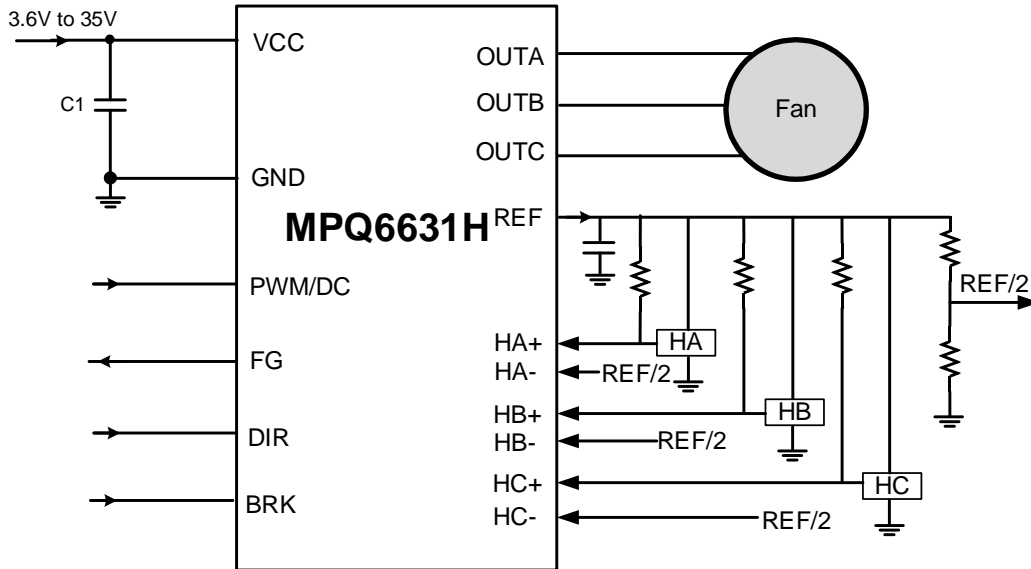 3.6V to 35V
VCC
C1
GND
MPQ6631H
PWM/DC
FG
DIR
BRK
OUTA
OUTB
OUTC
REF
HA+
HA-
HB+
HB-
HC+
HC-
Fan
HA
REF/2
HB
REF/2
HC
REF/2
REF/2